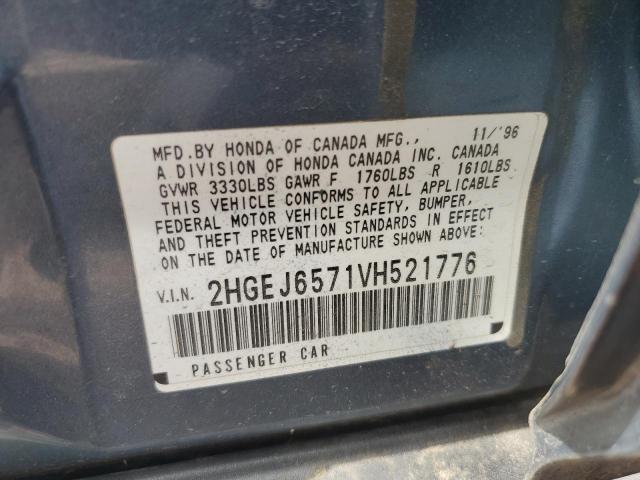 MFD.BY HONDA OF CANADA MFG., 11/'96
A DIVISION OF HONDA CANADA INC. CANADA
GVWR 3330LBS GAWR F 1760LBS R 1610LBS
THIS VEHICLE CONFORMS TO ALL APPLICABLE
FEDERAL MOTOR VEHICLE SAFETY, BUMPER,
AND THEFT PREVENTION STANDARDS IN EFFECT
ON THE DATE OF MANUFACTURE SHOWN ABOVE:
V.I.N. 2HGEJ6571VH521776
PASSENGER CAR